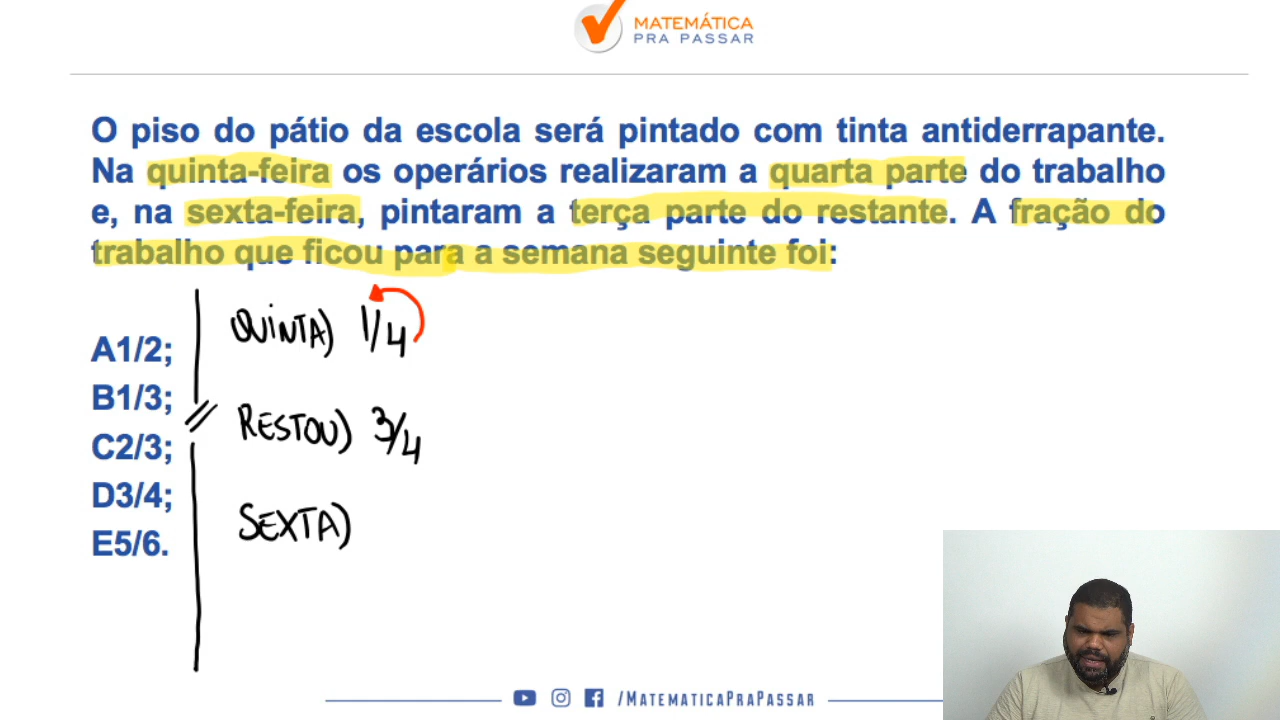 MATEMÁTICA
PRA PASSAR
O piso do pátio da escola será pintado com tinta antiderrapante.
Na quinta-feira os operários realizaram a quarta parte do trabalho
e, na sexta-feira, pintaram a terça parte do restante. A fração do
trabalho que ficou para a semana seguinte foi:
A1/2;
B1/3;
C2/3;
D3/4;
E5/6.
QUINTA) 1/4
RESTOU) 3/4
SEXTA)
/MATEMATICAPRAPASSAR